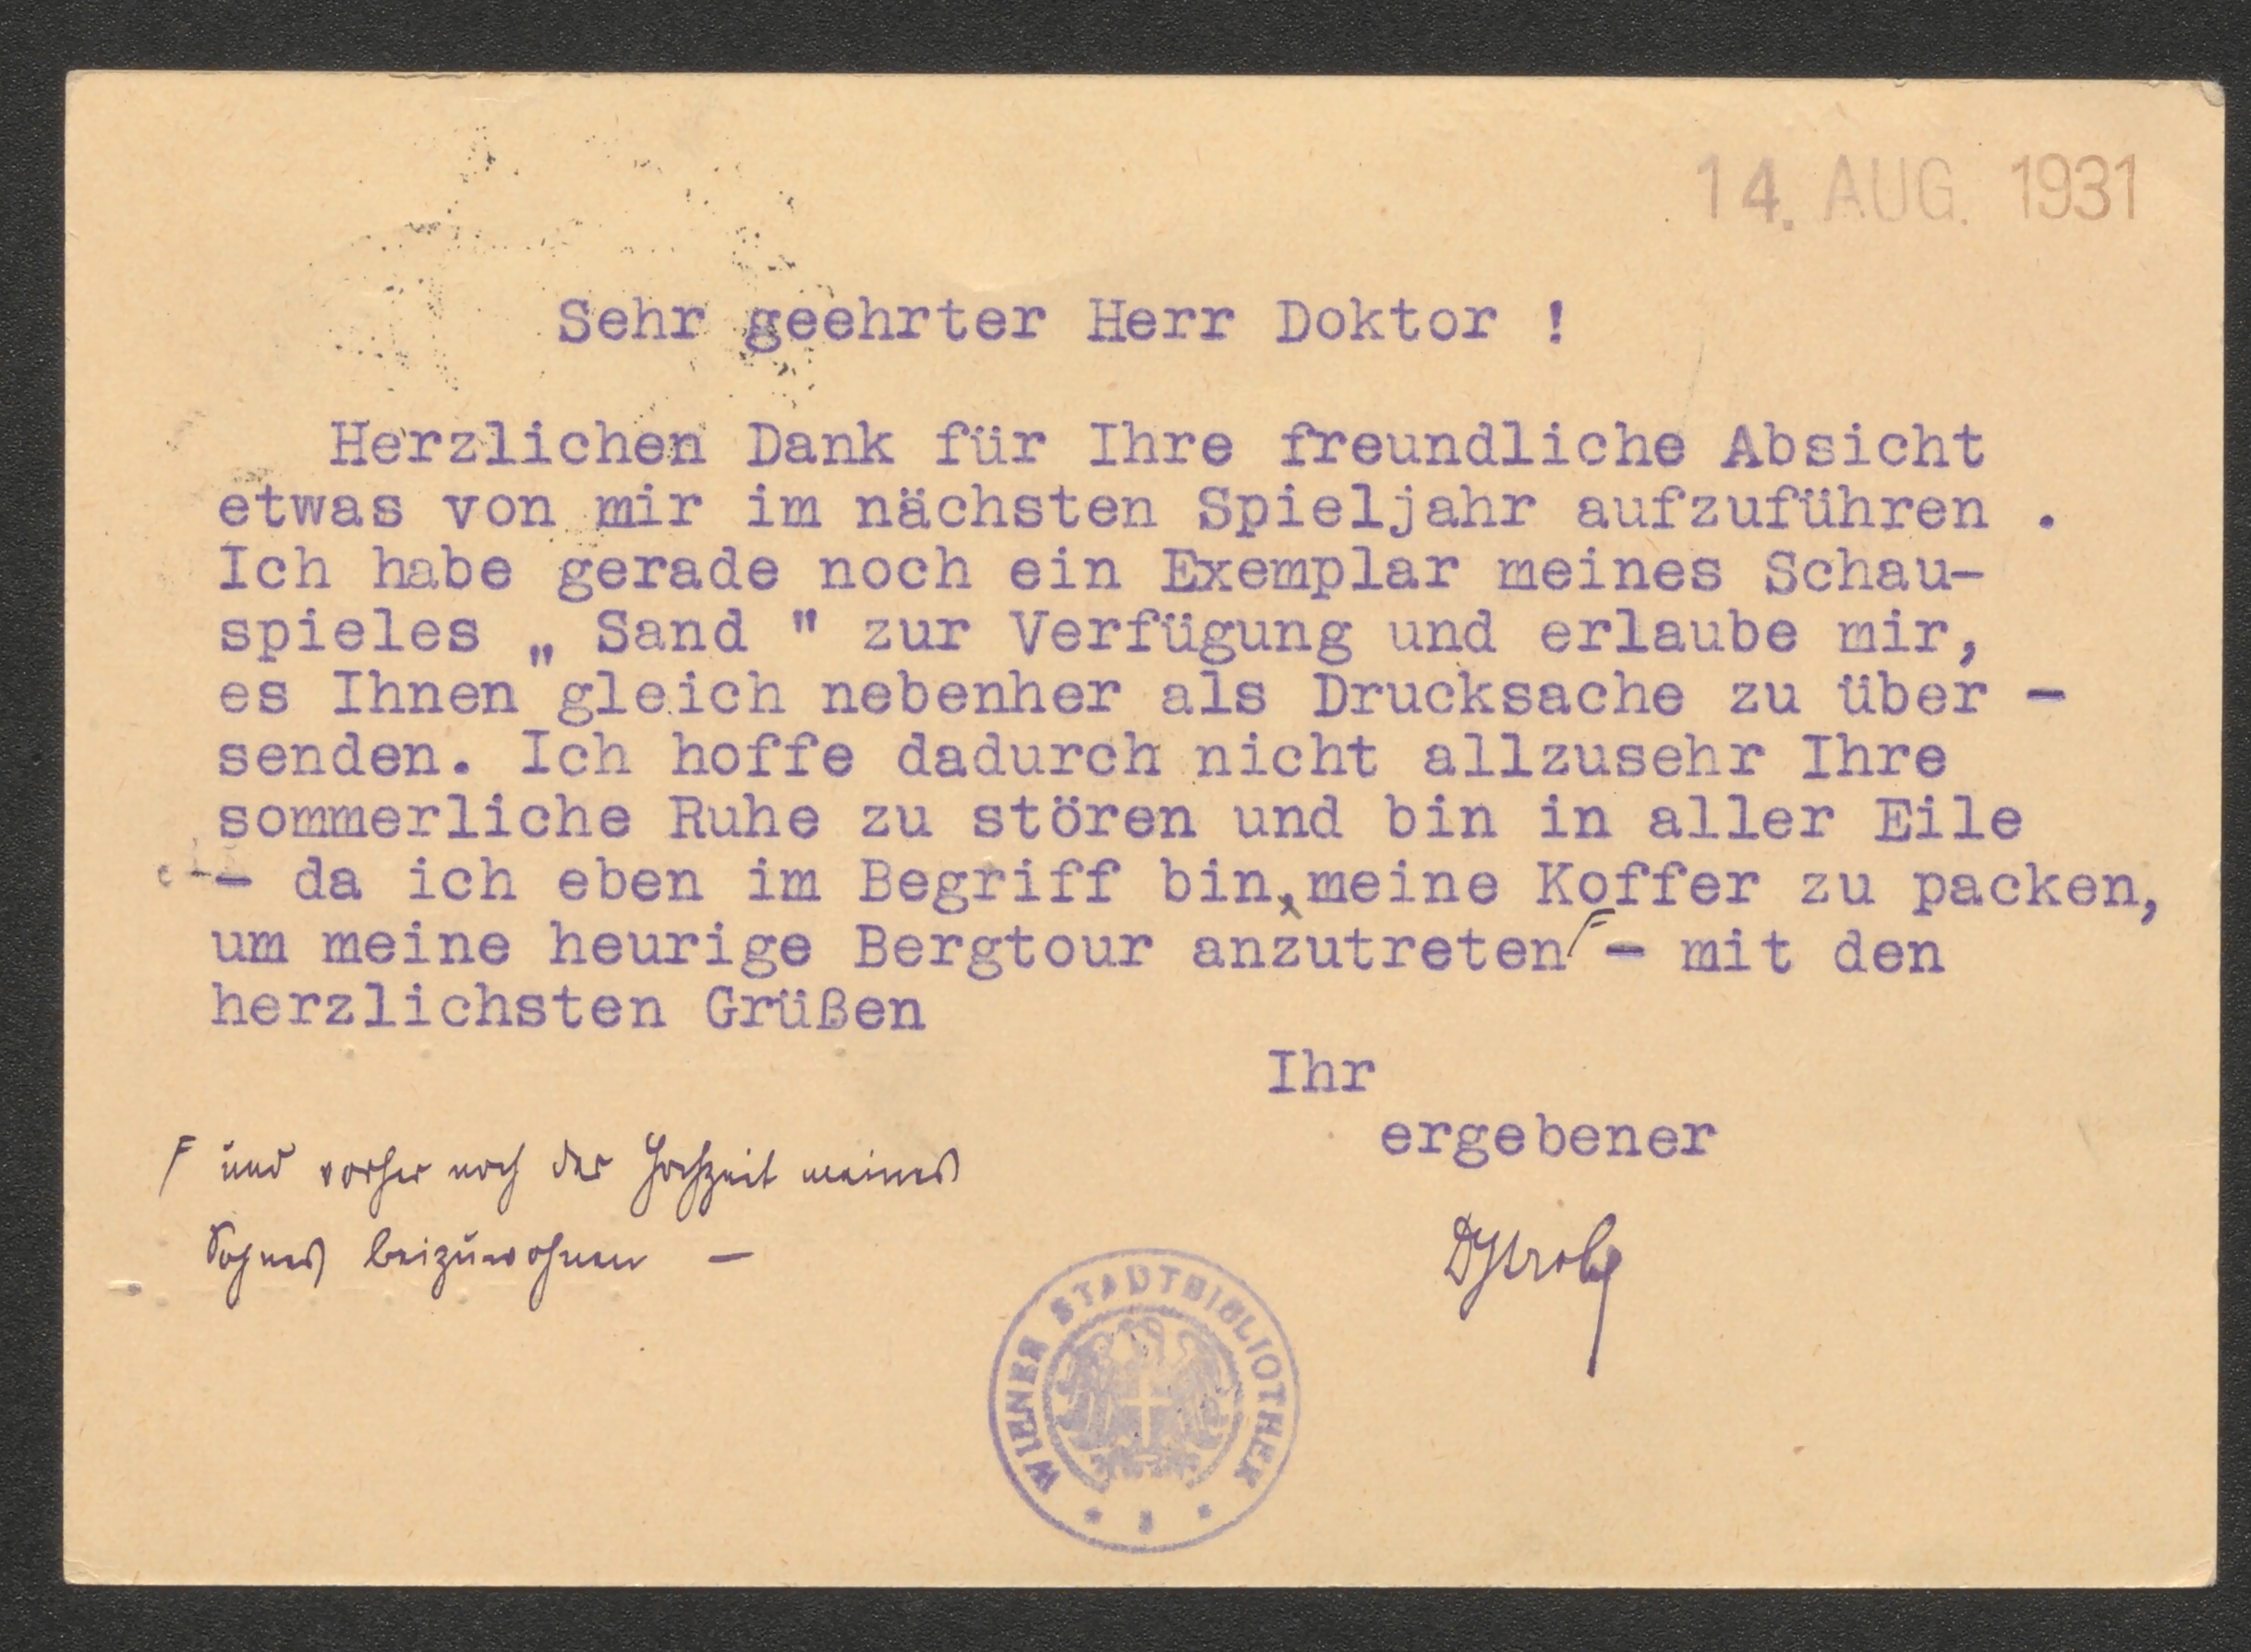 14. AUG. 1931
Sehr geehrter Herr Doktor !
Herzlichen Dank für Ihre freundliche Absicht
etwas von mir im nächsten Spieljahr aufzuführen .
Ich habe gerade noch ein Exemplar meines Schau-
spieles „ Sand " zur Verfügung und erlaube mir,
es Ihnen gleich nebenher als Drucksache zu über -
senden. Ich hoffe dadurch nicht allzusehr Ihre
sommerliche Ruhe zu stören und bin in aller Eile
- da ich eben im Begriff bin, meine Koffer zu packen,
um meine heurige Bergtour anzutreten F - mit den
herzlichsten Grüßen
Ihr
ergebener
F und vorher noch der Hochzeit meines
Sohnes beizuwohnen -
WIENER STADTBIBLIOTHEK